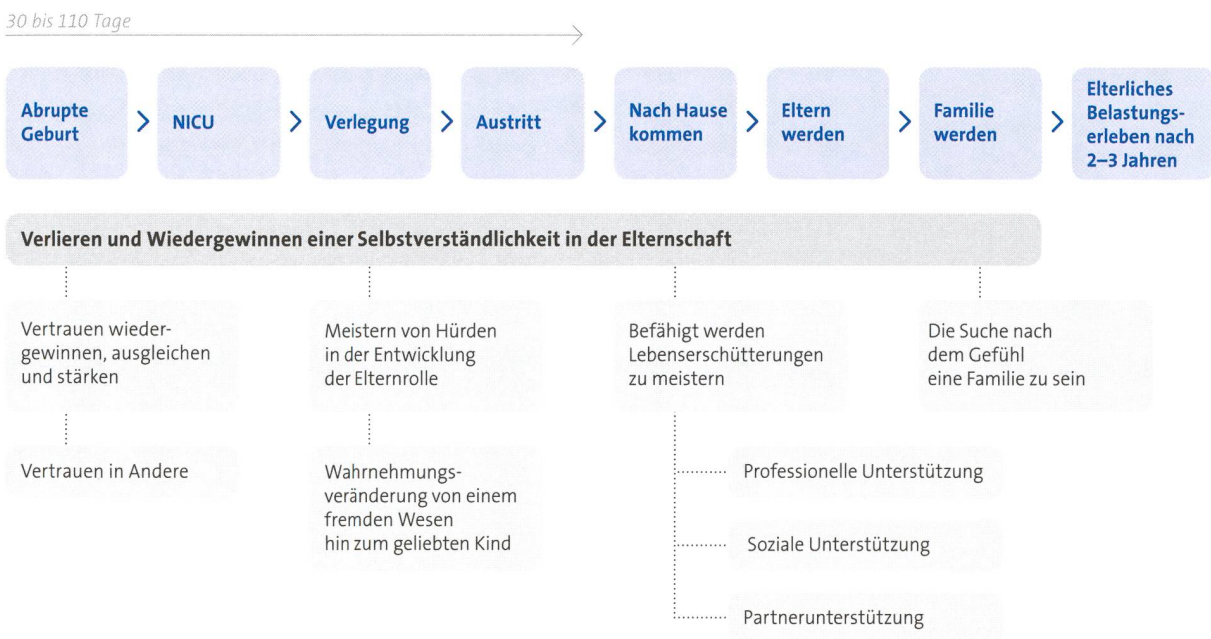 30 bis 110 Tage
Abrupte
Geburt
NICU
Verlegung
Austritt
Nach Hause
kommen
Eltern
werden
Familie
werden
Elterliches
Belastungs-
erleben nach
2–3 Jahren
Verlieren und Wiedergewinnen einer Selbstverständlichkeit in der Elternschaft
Vertrauen wieder-
gewinnen, ausgleichen
und stärken
Vertrauen in Andere
Meistern von Hürden
in der Entwicklung
der Elternrolle
Wahrnehmungs-
veränderung von einem
fremden Wesen
hin zum geliebten Kind
Befähigt werden
Lebenserschütterungen
zu meistern
Professionelle Unterstützung
Soziale Unterstützung
Partnerunterstützung
Die Suche nach
dem Gefühl
eine Familie zu sein